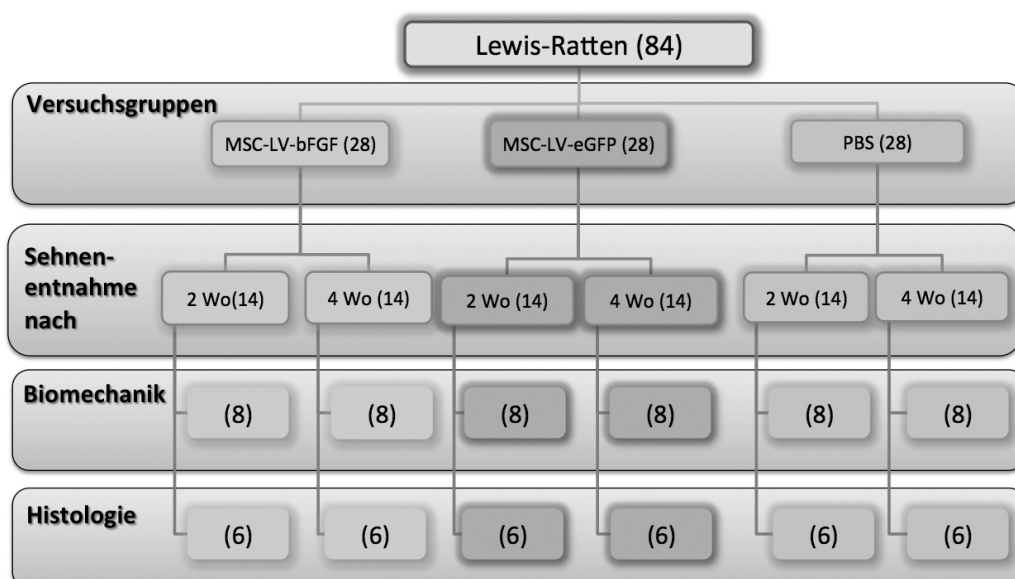 Lewis-Ratten (84)
Versuchsgruppen
MSC-LV-bFGF (28)
MSC-LV-eGFP (28)
PBS (28)
Sehnen-
entnahme
nach
2 Wo(14)
4 Wo (14)
2 Wo (14)
4 Wo (14)
2 Wo (14)
4 Wo (14)
Biomechanik
(8)
(8)
(8)
(8)
(8)
(8)
Histologie
(6)
(6)
(6)
(6)
(6)
(6)